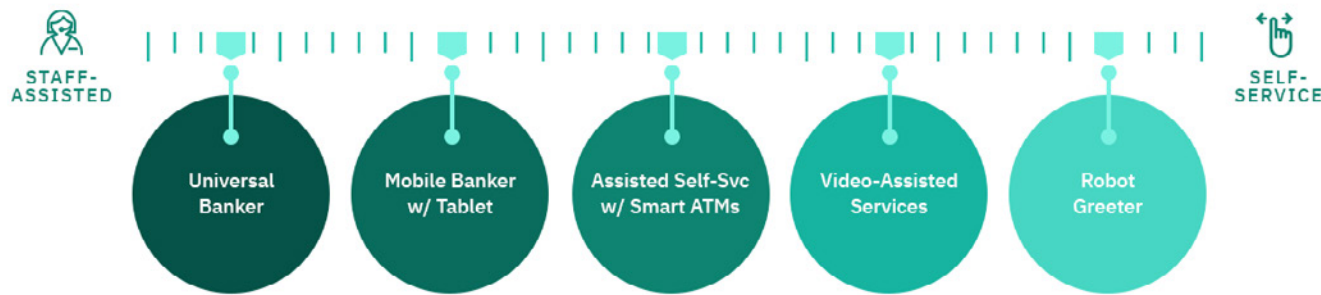 STAFF-
ASSISTED
SELF-
SERVICE
Universal
Banker
Mobile Banker
w/ Tablet
Assisted Self-Svc
w/ Smart ATMs
Video-Assisted
Services
Robot
Greeter